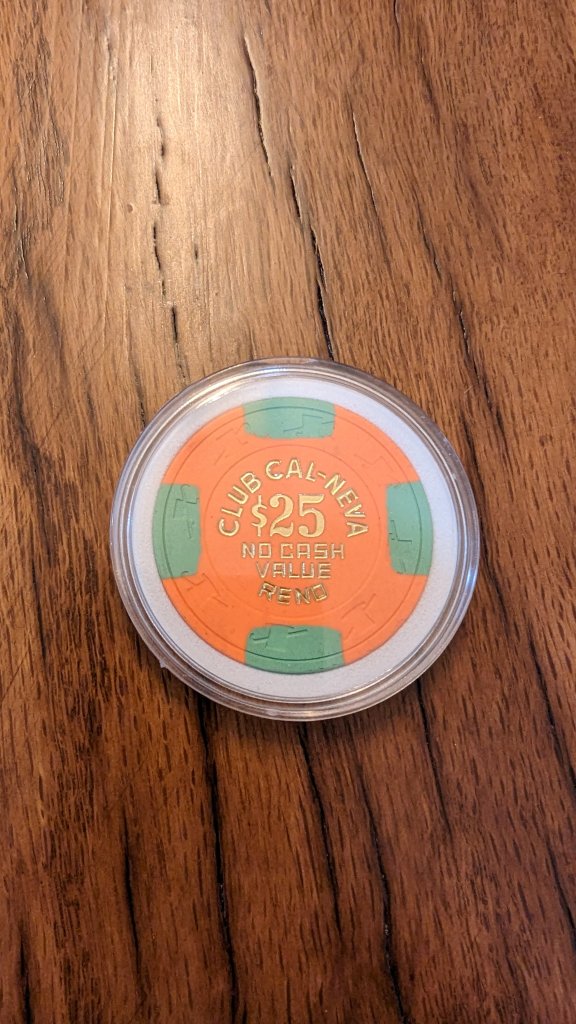 CLUB CAL-NEVA
$25
NO CASH
VALUE
RENO